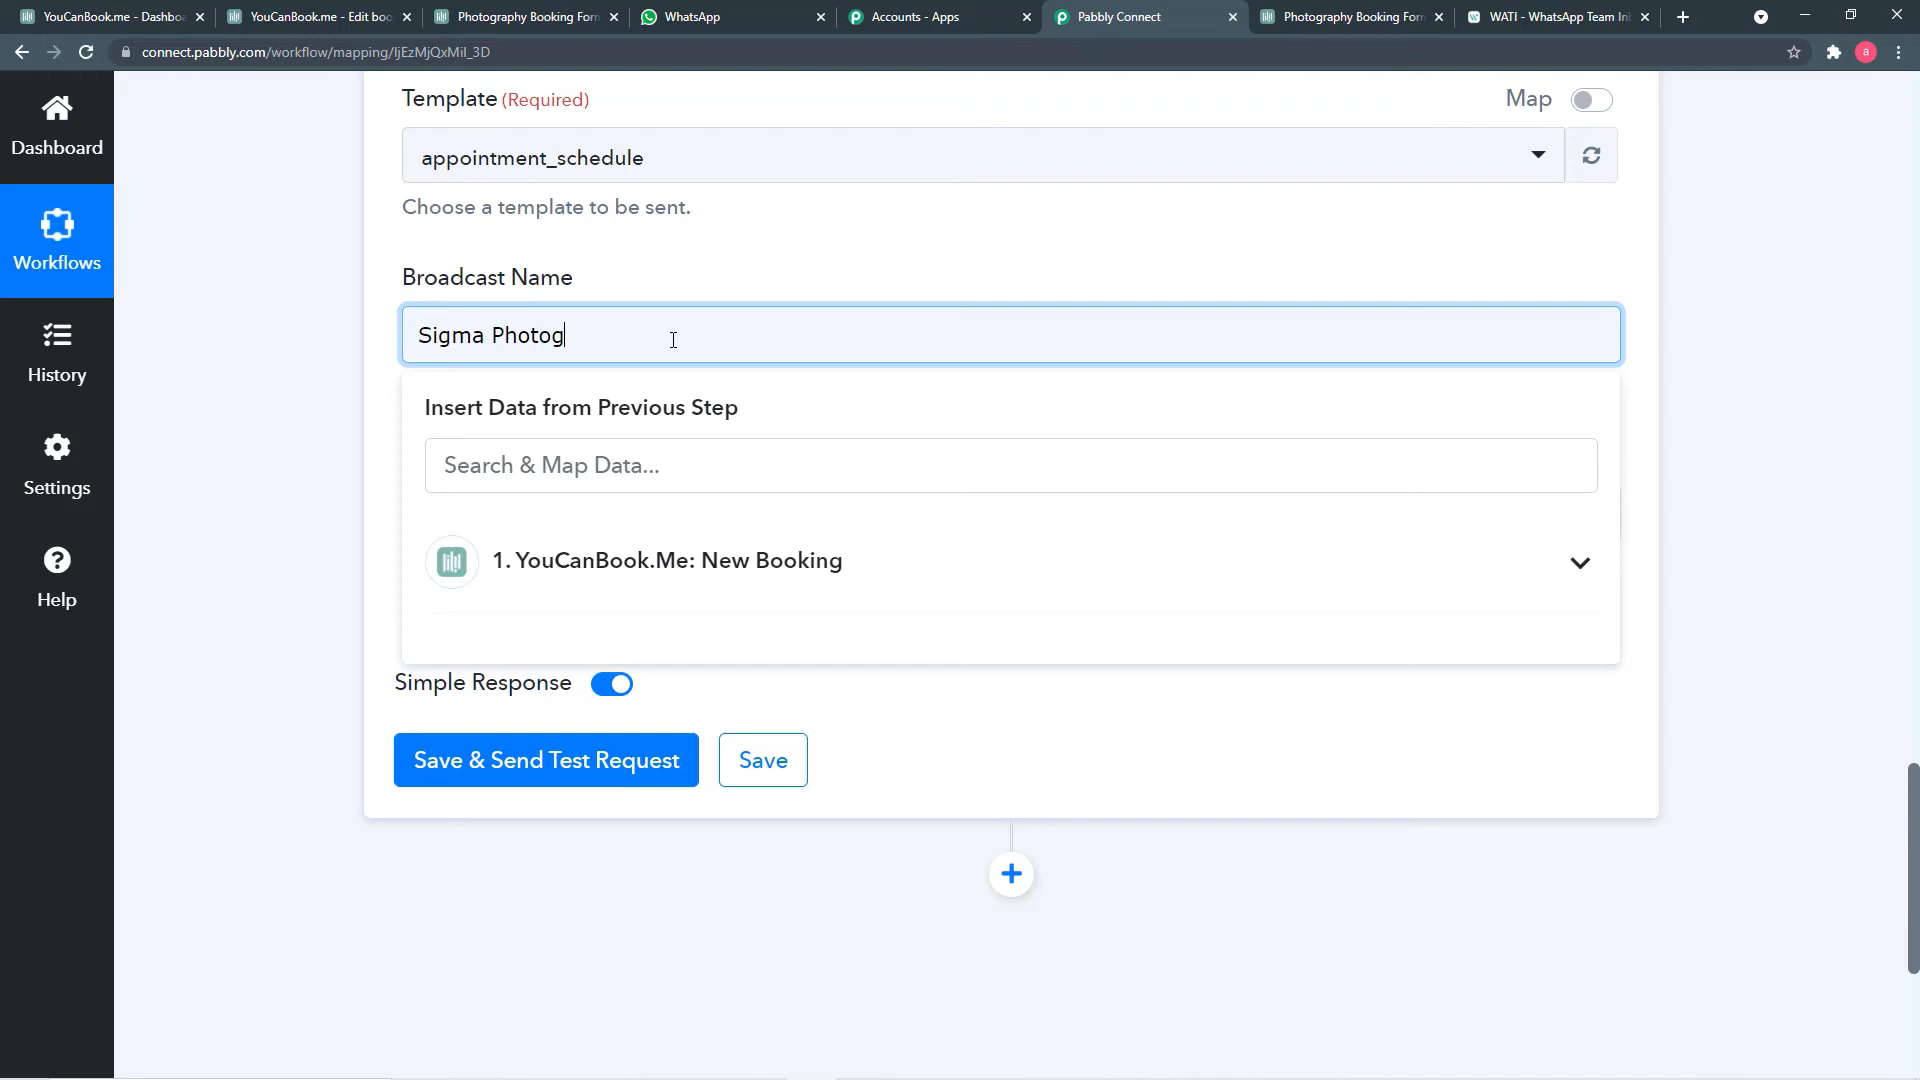 YouCanBook.me - Dashboa
YouCanBook.me - Edit boo
Photography Booking Form
WhatsApp
Accounts - Apps
Pabbly Connect
Photography Booking Form
WATI - WhatsApp Team In
a
connect.pabbly.com/workflow/mapping/IjEzMjQxMiI_3D
Dashboard
Workflows
History
Settings
Help
Template (Required)
Map
appointment_schedule
Choose a template to be sent.
Broadcast Name
Sigma Photog
Insert Data from Previous Step
Search & Map Data...
1. YouCanBook.Me: New Booking
Simple Response
Save & Send Test Request
Save